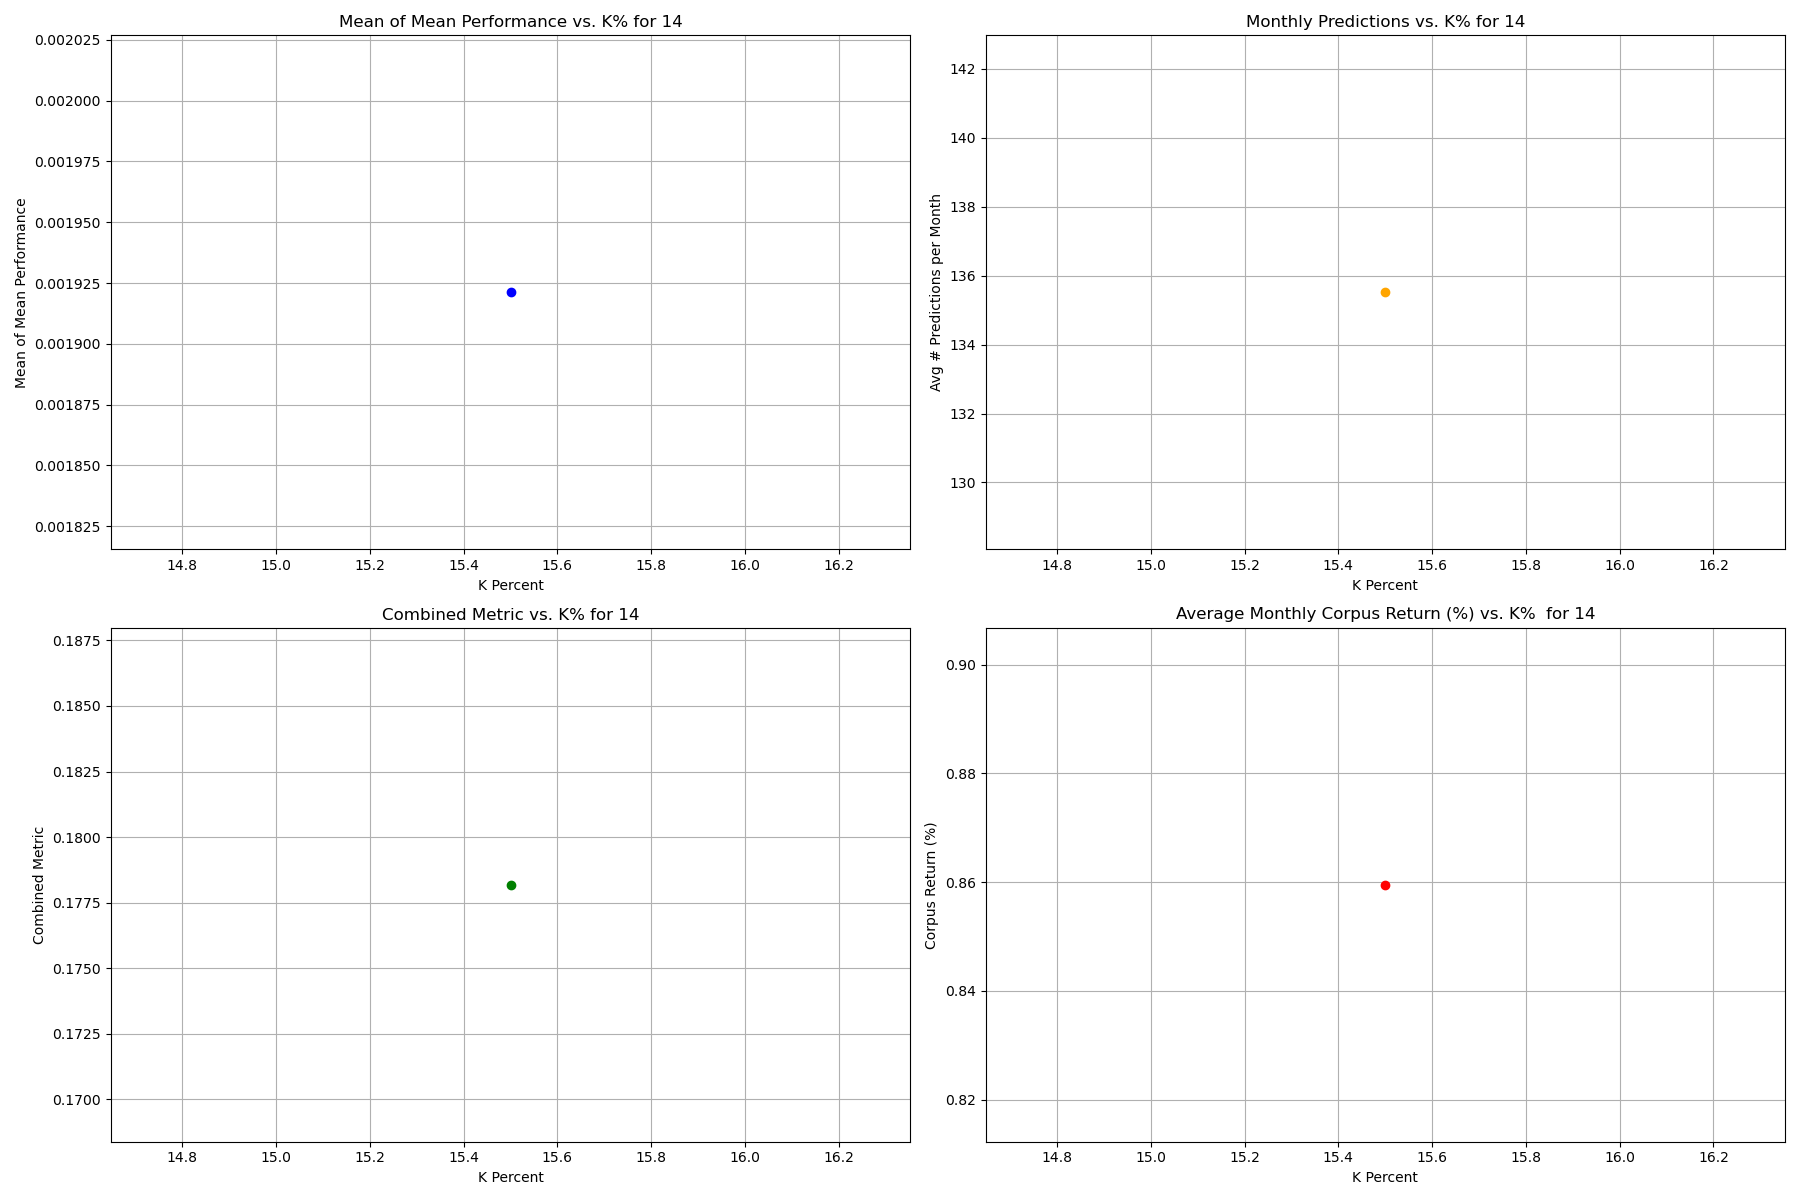 Mean of Mean Performance vs. K% for 14
Mean of Mean Performance
0.002025
0.002000
0.001975
0.001950
0.001925
0.001900
0.001875
0.001850
0.001825
14.8 15.0 15.2 15.4 15.6 15.8 16.0 16.2
K Percent
Monthly Predictions vs. K% for 14
Avg # Predictions per Month
142
140
138
136
134
132
130
14.8 15.0 15.2 15.4 15.6 15.8 16.0 16.2
K Percent
Combined Metric vs. K% for 14
Combined Metric
0.1875
0.1850
0.1825
0.1800
0.1775
0.1750
0.1725
0.1700
14.8 15.0 15.2 15.4 15.6 15.8 16.0 16.2
K Percent
Average Monthly Corpus Return (%) vs. K%  for 14
Corpus Return (%)
0.90
0.88
0.86
0.84
0.82
14.8 15.0 15.2 15.4 15.6 15.8 16.0 16.2
K Percent